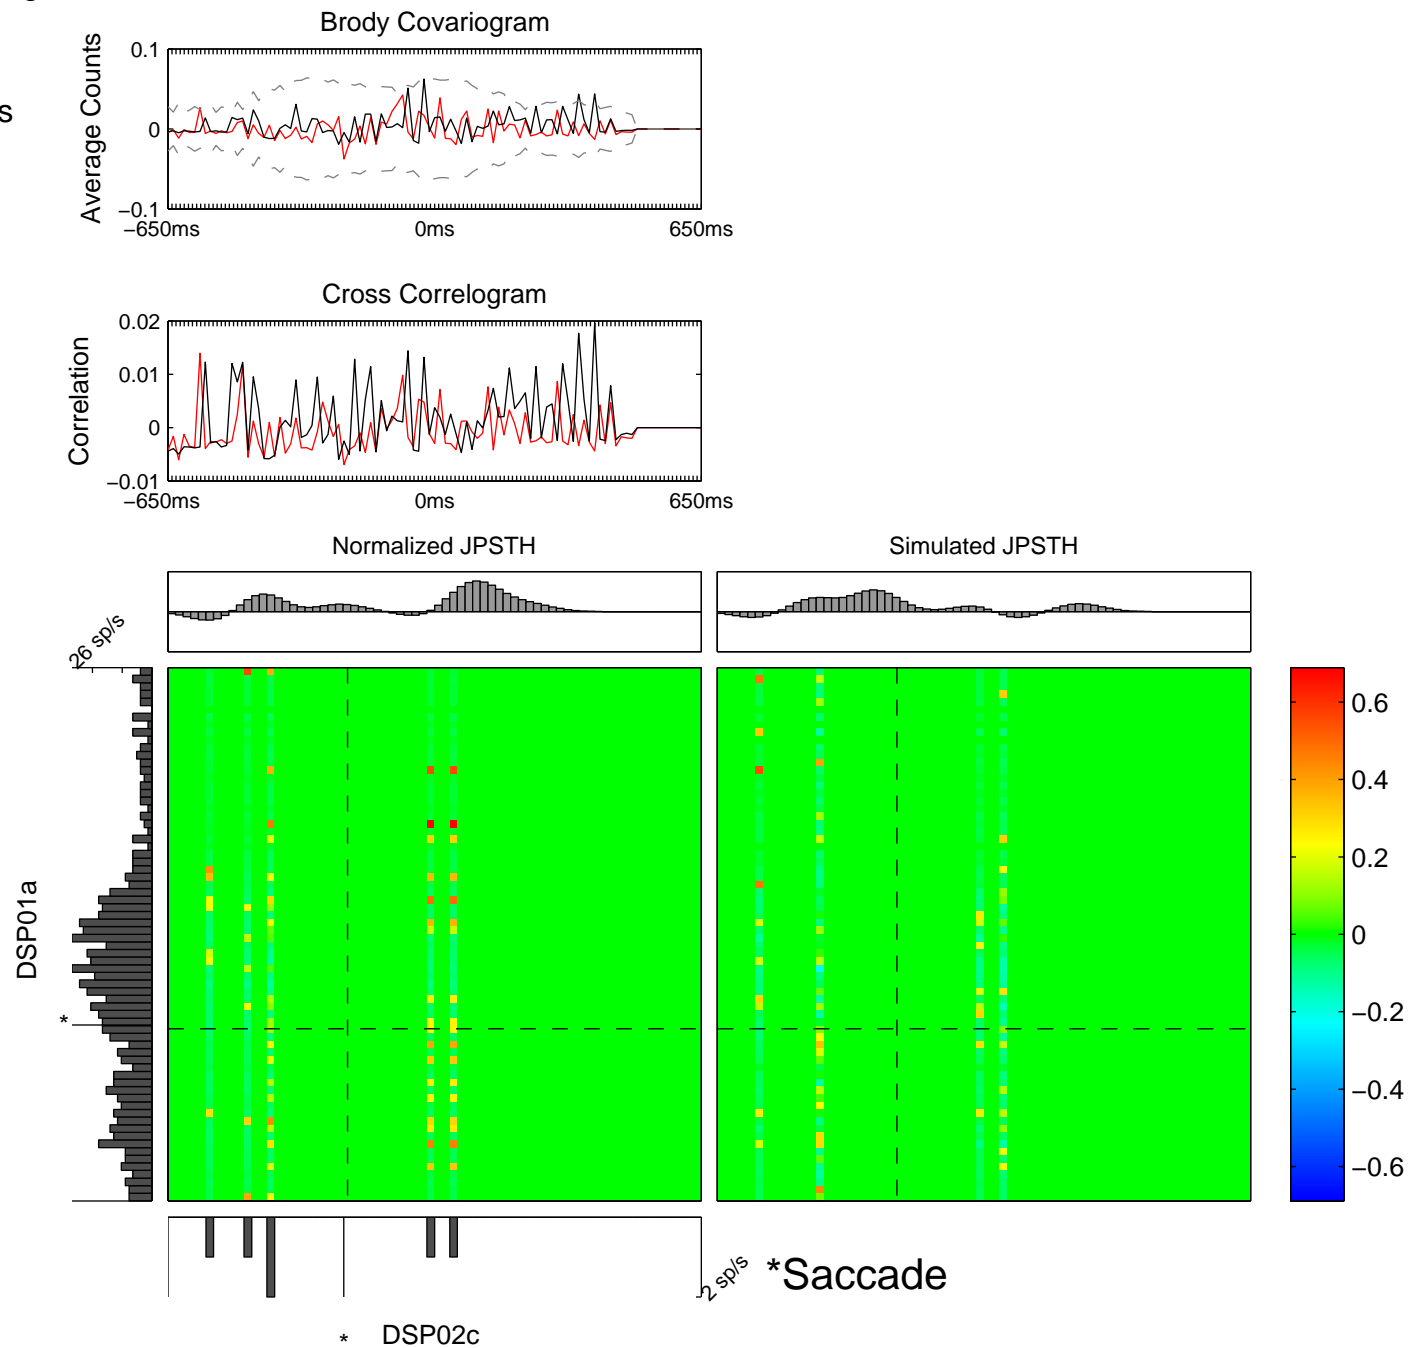 Brody Covariogram
Average Counts
0.1
0
−0.1
−650ms
0ms
650ms
s
Cross Correlogram
Correlation
0.02
0.01
0
−0.01
−650ms
0ms
650ms
Normalized JPSTH
Simulated JPSTH
26 sp/s
DSP01a
*
0.6
0.4
0.2
0
−0.2
−0.4
−0.6
2 sp/s
*Saccade
* DSP02c